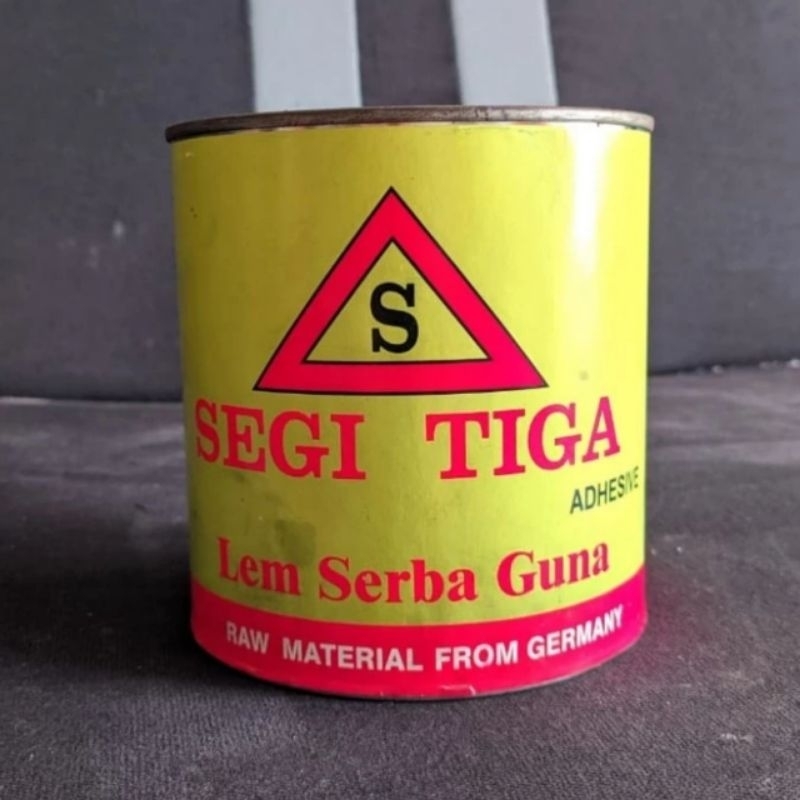 S
SEGI TIGA
ADHESIVE
Lem Serba Guna
RAW MATERIAL FROM GERMANY